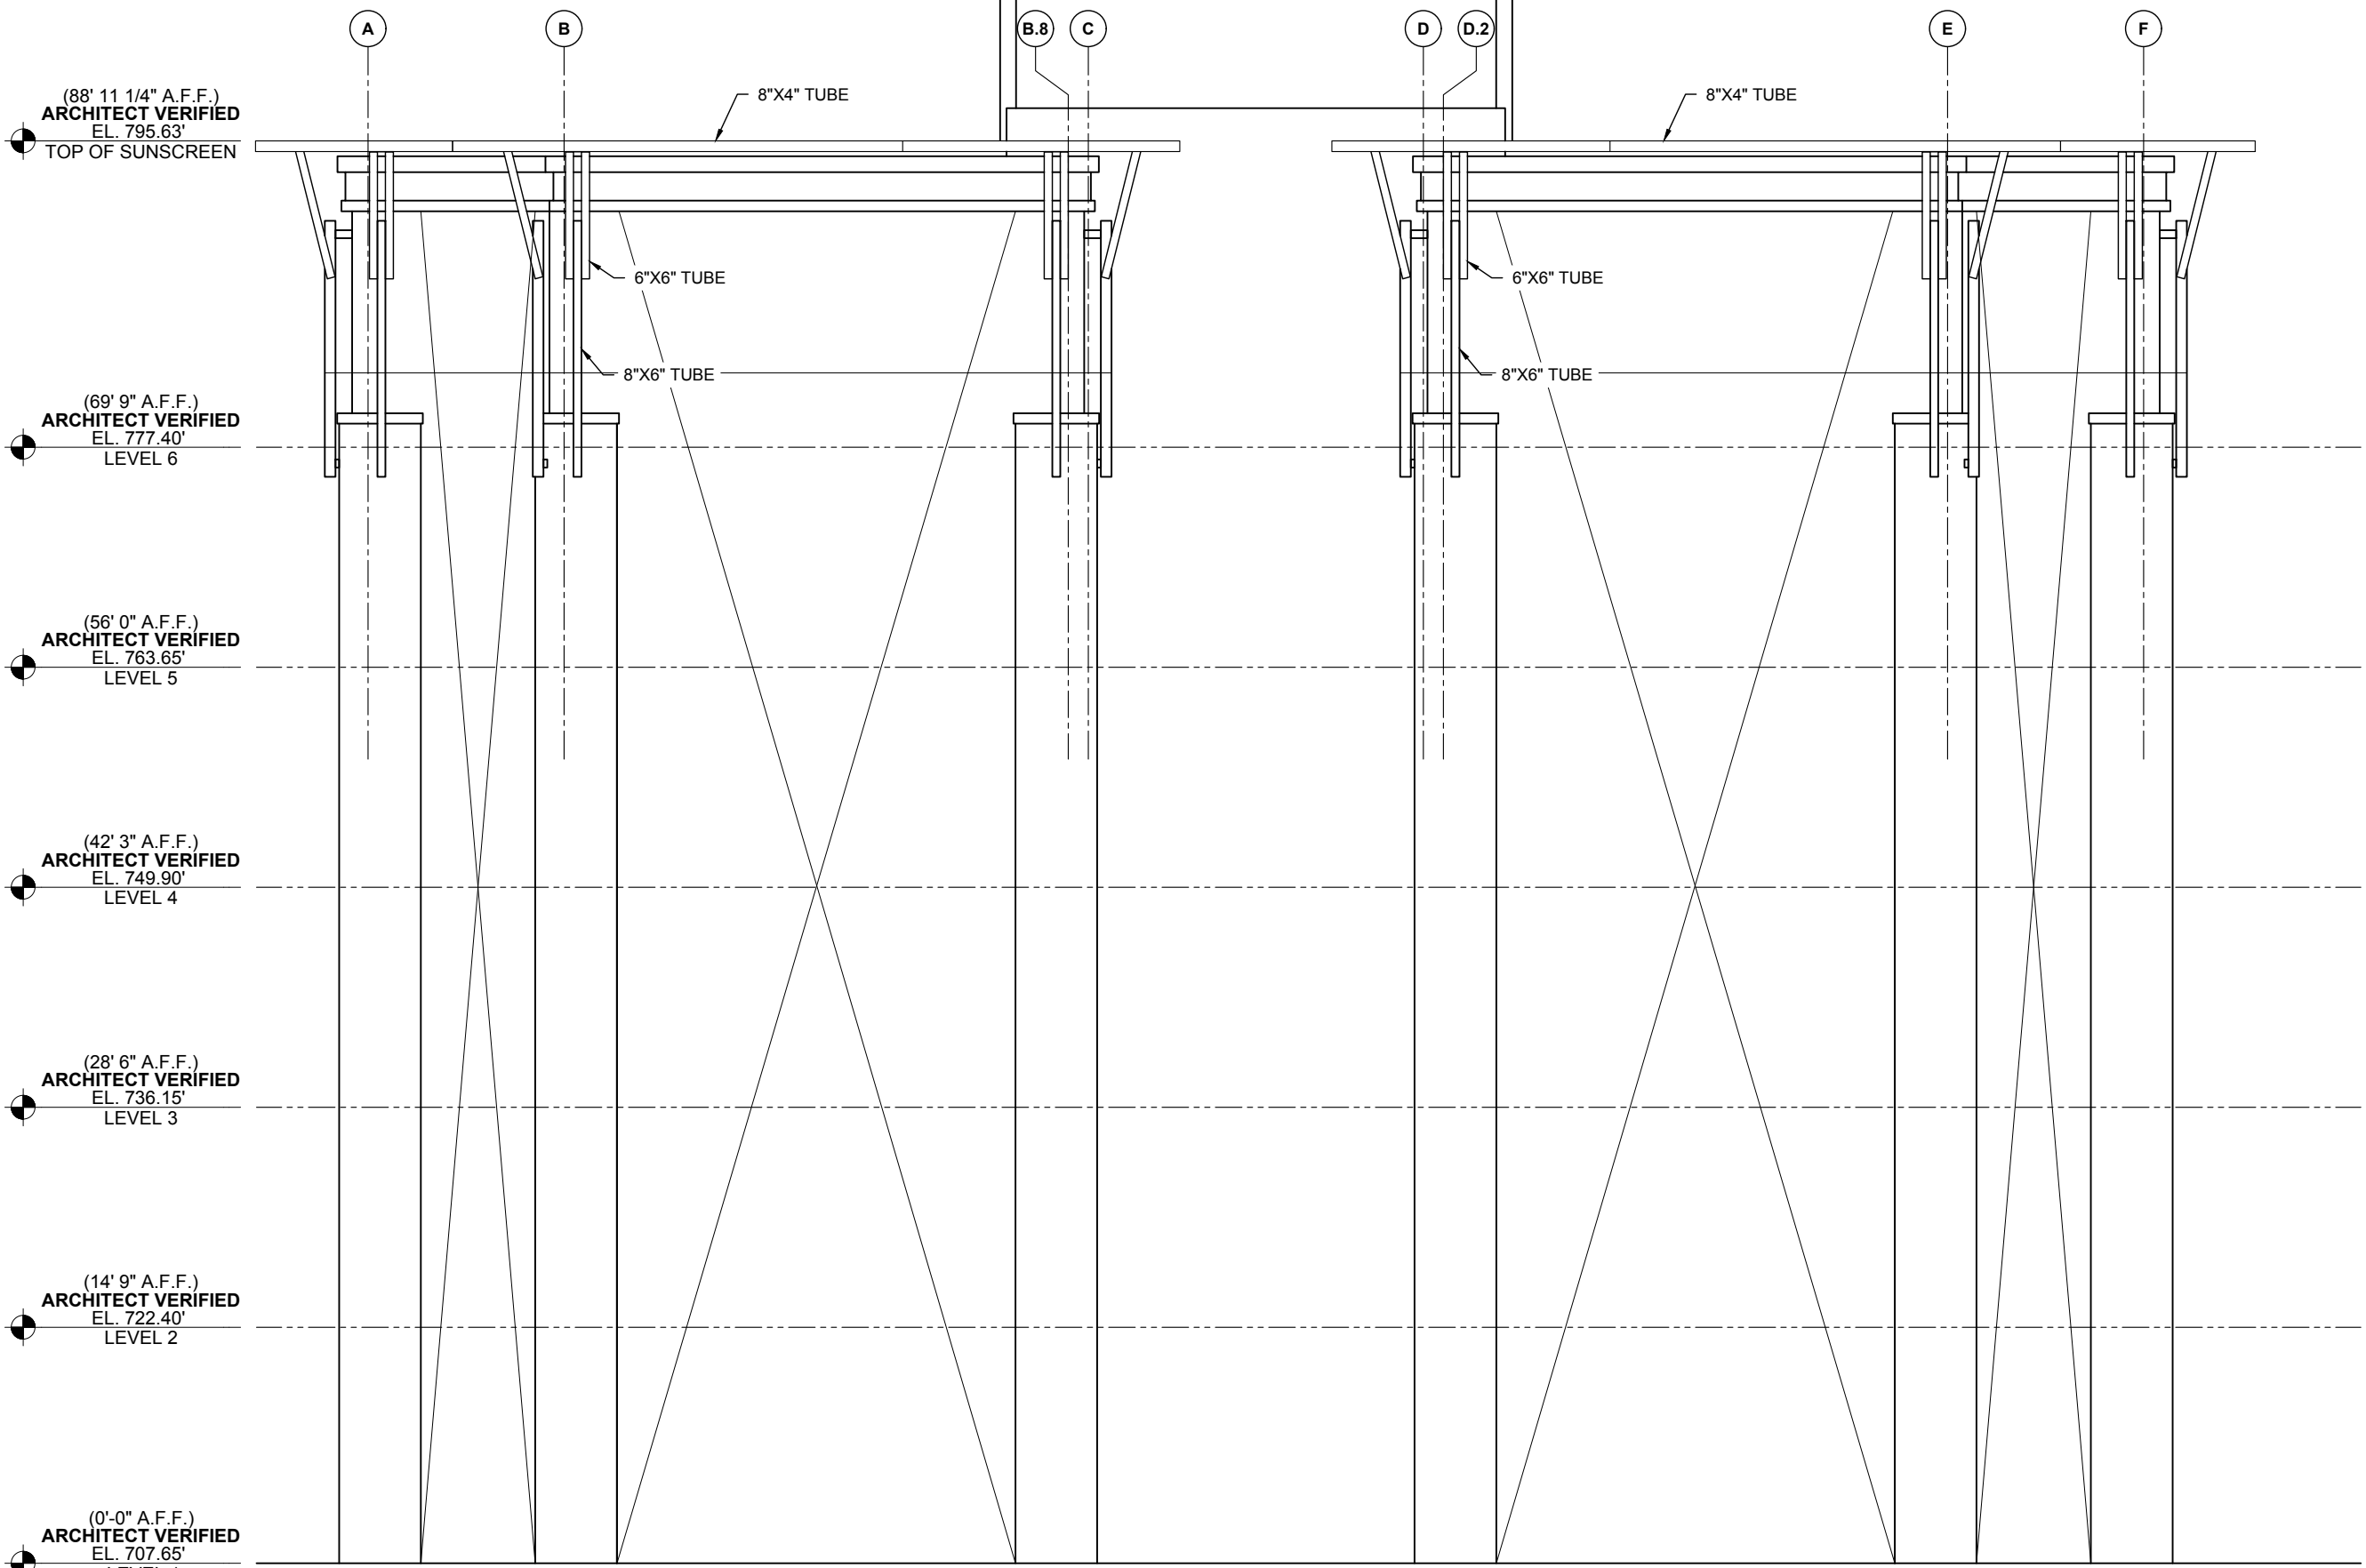 A B B.8 C D D.2 E F
(88' 11 1/4" A.F.F.)
ARCHITECT VERIFIED
EL. 795.63'
TOP OF SUNSCREEN
8"X4" TUBE
8"X4" TUBE
6"X6" TUBE
6"X6" TUBE
8"X6" TUBE
8"X6" TUBE
(69' 9" A.F.F.)
ARCHITECT VERIFIED
EL. 777.40'
LEVEL 6
(56' 0" A.F.F.)
ARCHITECT VERIFIED
EL. 763.65'
LEVEL 5
(42' 3" A.F.F.)
ARCHITECT VERIFIED
EL. 749.90'
LEVEL 4
(28' 6" A.F.F.)
ARCHITECT VERIFIED
EL. 736.15'
LEVEL 3
(14' 9" A.F.F.)
ARCHITECT VERIFIED
EL. 722.40'
LEVEL 2
(0'-0" A.F.F.)
ARCHITECT VERIFIED
EL. 707.65'